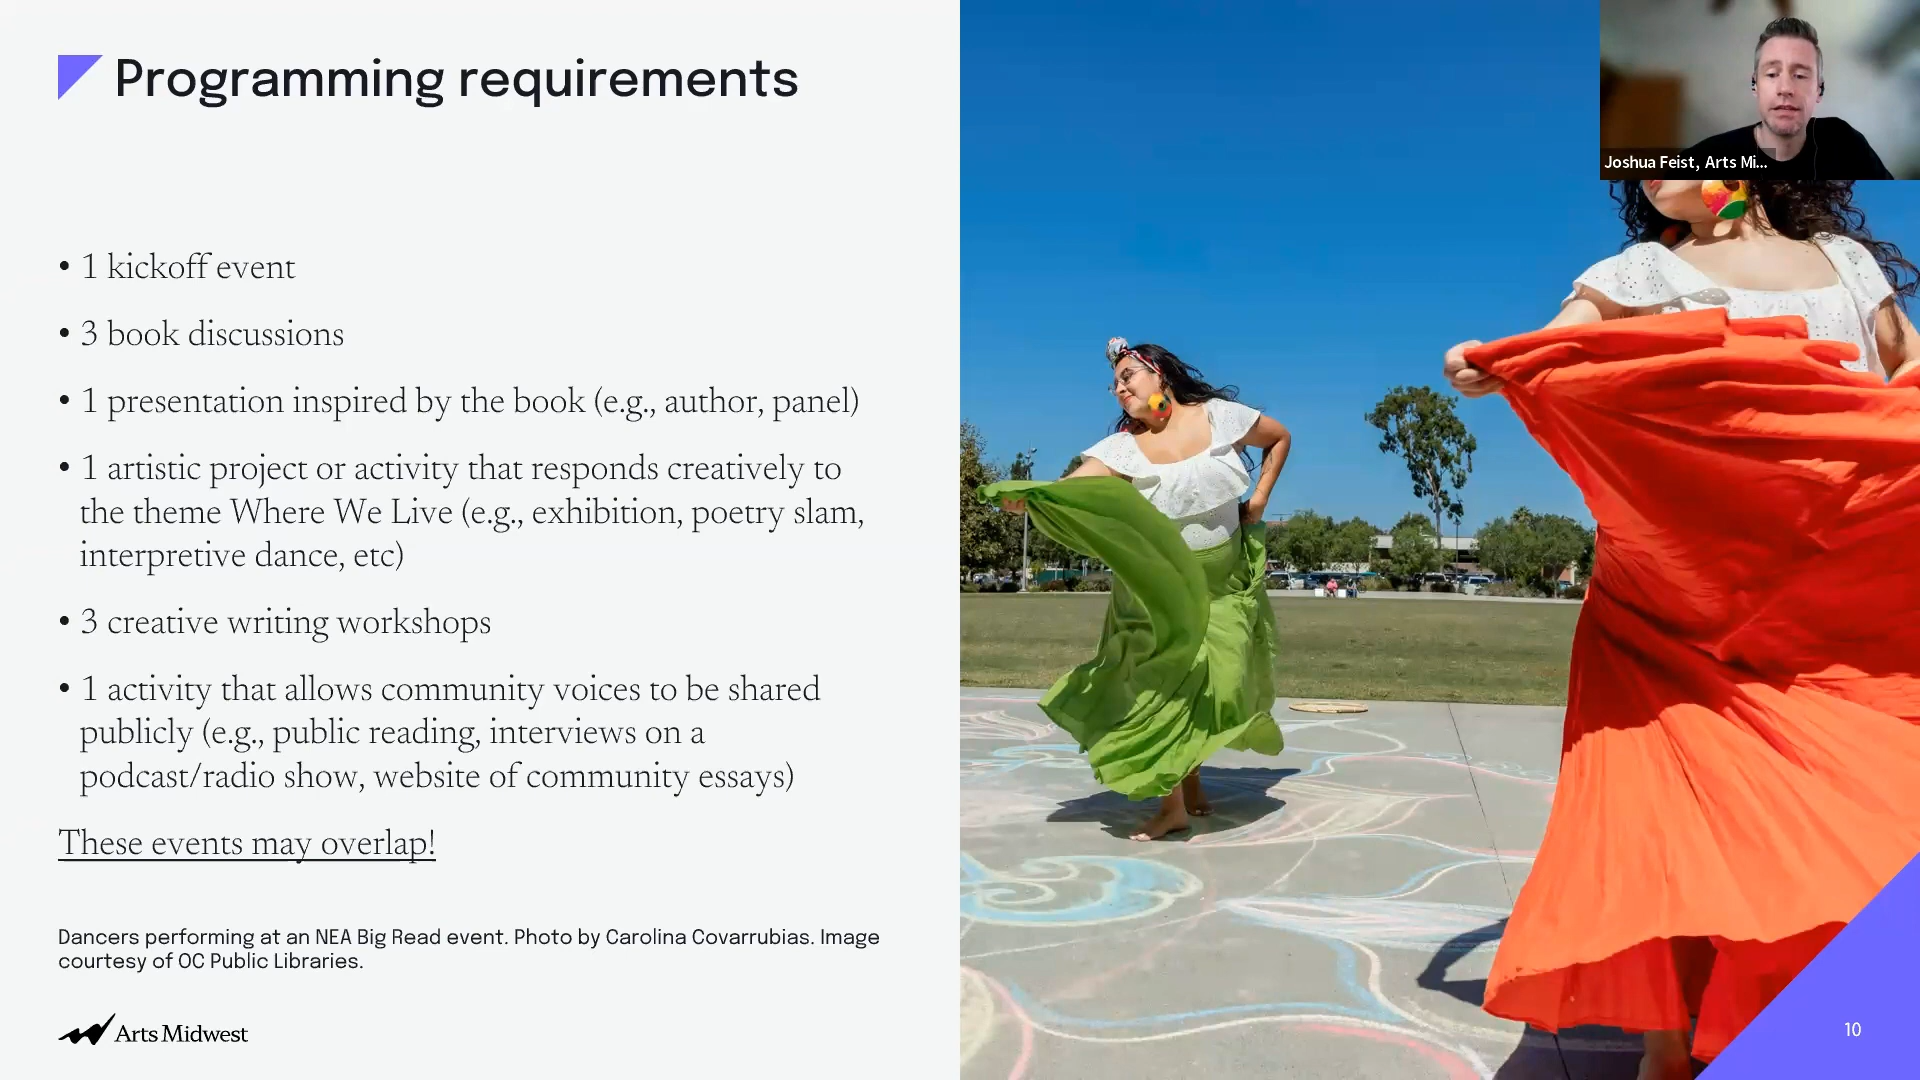 Programming requirements
• 1 kickoff event
• 3 book discussions
• 1 presentation inspired by the book (e.g., author, panel)
• 1 artistic project or activity that responds creatively to
the theme Where We Live (e.g., exhibition, poetry slam,
interpretive dance, etc)
• 3 creative writing workshops
• 1 activity that allows community voices to be shared
publicly (e.g., public reading, interviews on a
podcast/radio show, website of community essays)
These events may overlap!
Dancers performing at an NEA Big Read event. Photo by Carolina Covarrubias. Image
courtesy of OC Public Libraries.
Arts Midwest
Joshua Feist, Arts Mi...
10